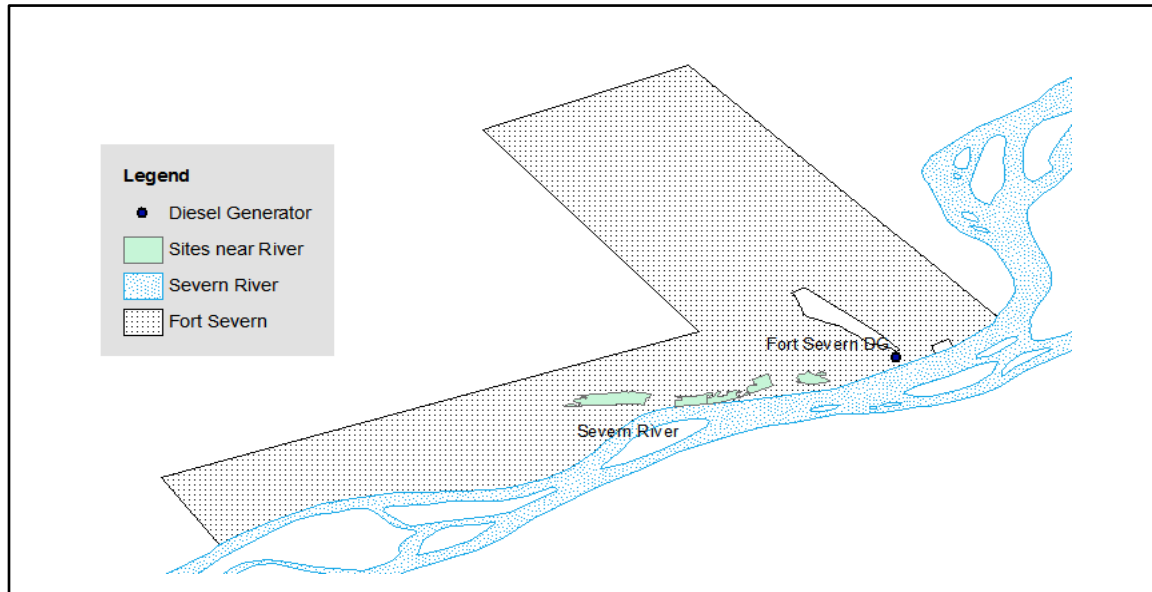 Legend
Diesel Generator
Sites near River
Severn River
Fort Severn
Fort Severn DG
Severn River